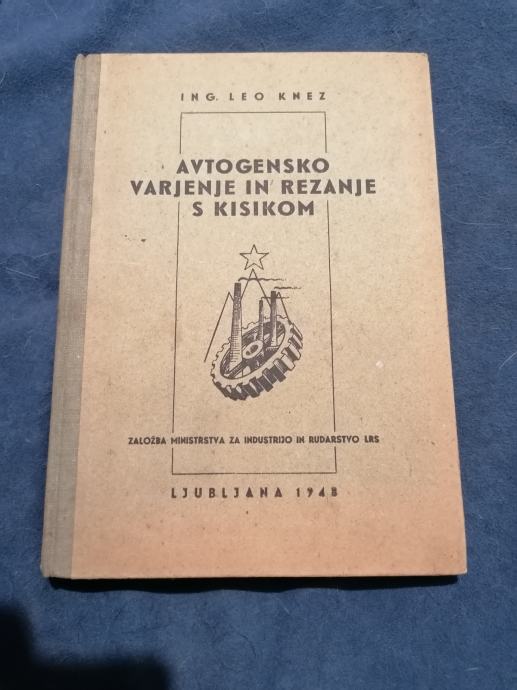 ING. LEO KNEZ
AVTOGENSKO
VARJENJE IN REZANJE
S KISIKOM
ZALOŽBA MINISTRSTVA ZA INDUSTRIJO IN RUDARSTVO LRS
LJUBLJANA 1948